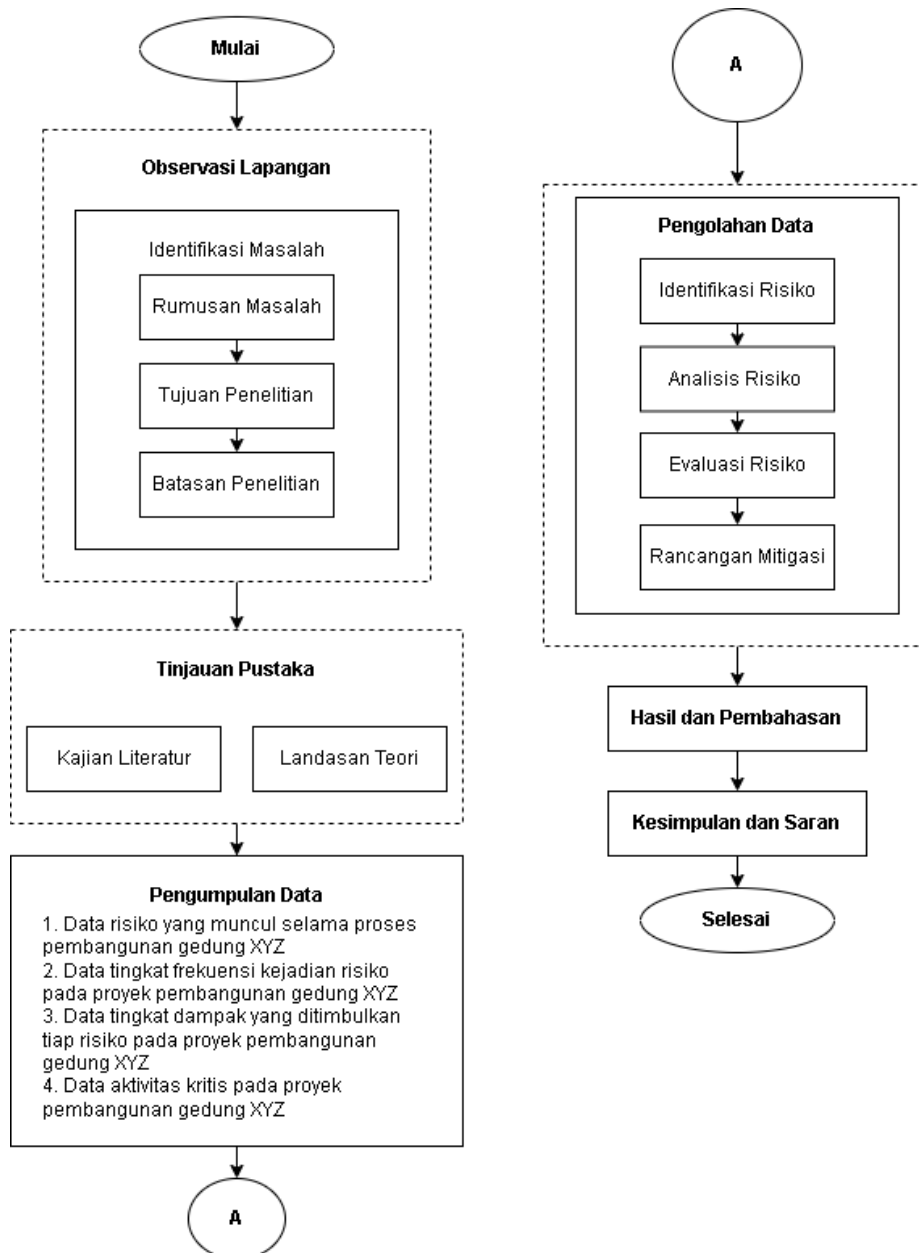 Mulai
Observasi Lapangan
Identifikasi Masalah
Rumusan Masalah
Tujuan Penelitian
Batasan Penelitian
Tinjauan Pustaka
Kajian Literatur
Landasan Teori
Pengumpulan Data
1. Data risiko yang muncul selama proses
pembangunan gedung XYZ
2. Data tingkat frekuensi kejadian risiko
pada proyek pembangunan gedung XYZ
3. Data tingkat dampak yang ditimbulkan
tiap risiko pada proyek pembangunan
gedung XYZ
4. Data aktivitas kritis pada proyek
pembangunan gedung XYZ
A
A
Pengolahan Data
Identifikasi Risiko
Analisis Risiko
Evaluasi Risiko
Rancangan Mitigasi
Hasil dan Pembahasan
Kesimpulan dan Saran
Selesai